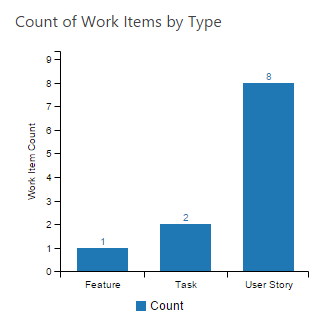 Count of Work Items by Type
Work Item Count
9
8
7
6
5
4
3
2
1
0
1
2
8
Feature
Task
User Story
Count